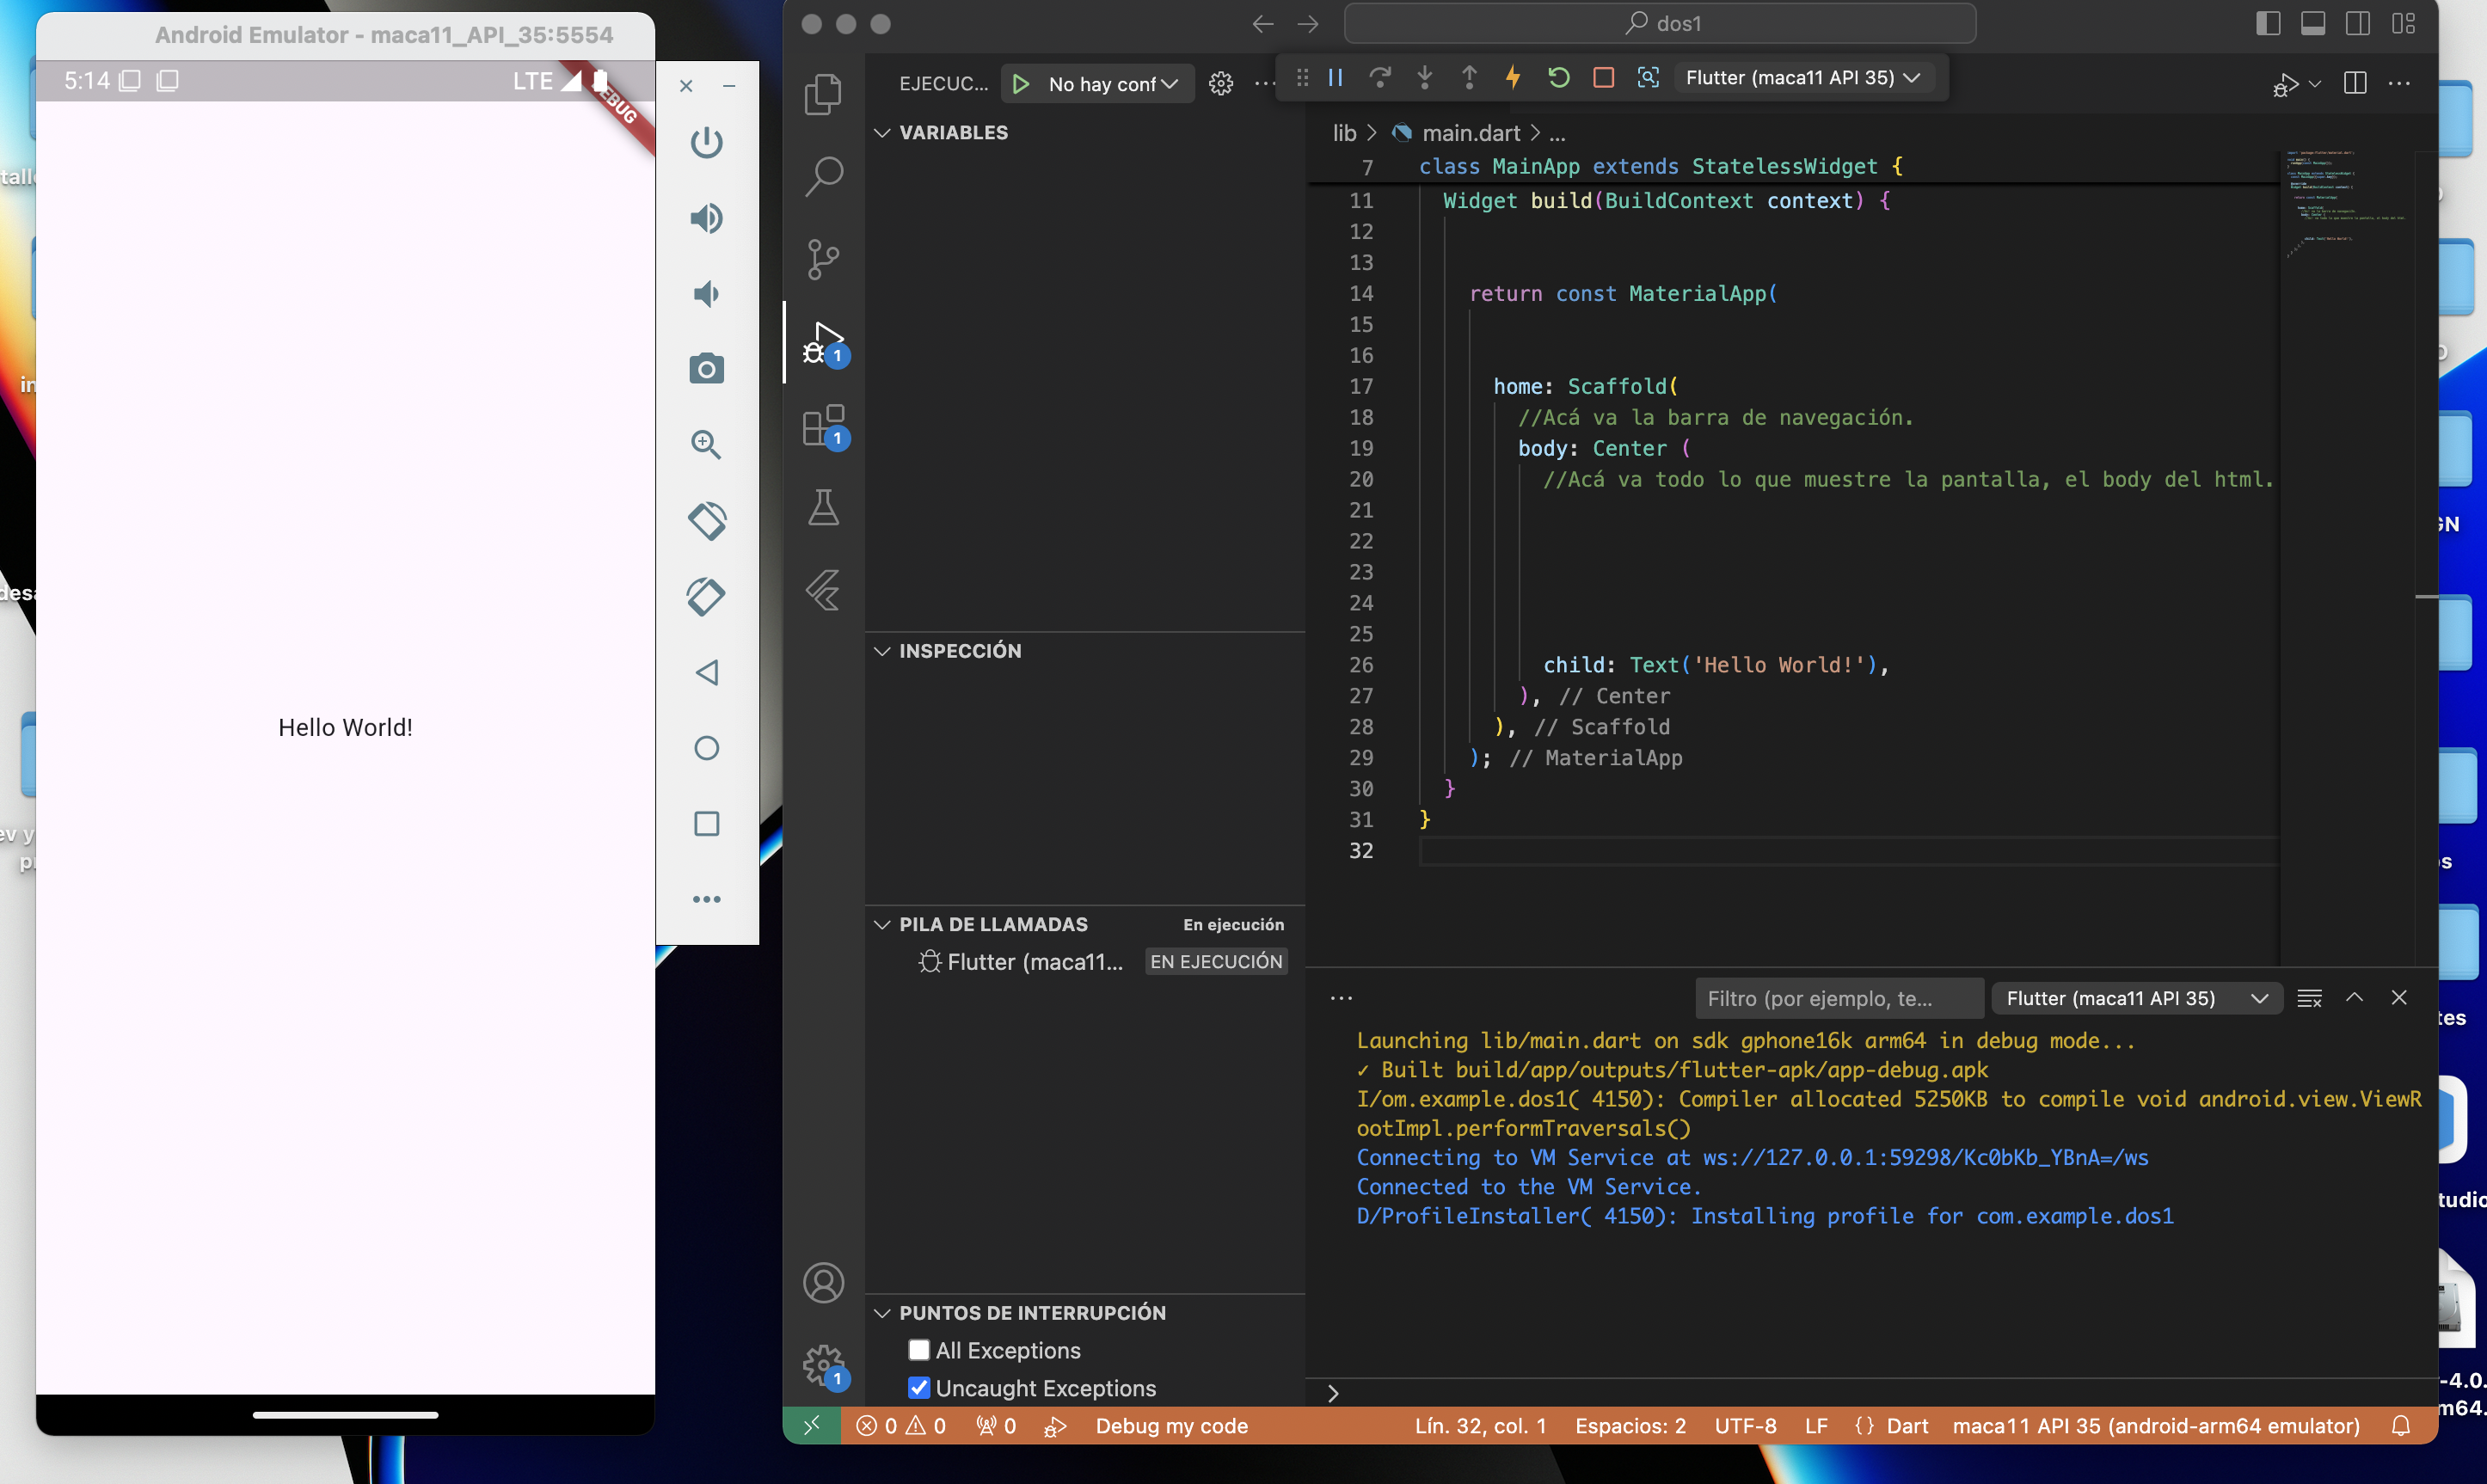 Android Emulator - maca11_API_35:5554
5:14
LTE
DEBUG
Hello World!
dos1
EJECUC...
No hay conf
Flutter (maca11 API 35)
VARIABLES
INSPECCIÓN
PILA DE LLAMADAS
En ejecución
Flutter (maca11...
EN EJECUCIÓN
PUNTOS DE INTERRUPCIÓN
All Exceptions
Uncaught Exceptions
1
1
1
lib > main.dart > ...
7 class MainApp extends StatelessWidget {
11 Widget build(BuildContext context) {
12
13
14 return const MaterialApp(
15
16
17 home: Scaffold(
18 //Acá va la barra de navegación.
19 body: Center (
20 //Acá va todo lo que muestre la pantalla, el body del html.
21
22
23
24
25
26 child: Text('Hello World!'),
27 ), // Center
28 ), // Scaffold
29 ); // MaterialApp
30 }
31 }
32
Filtro (por ejemplo, te...
Flutter (maca11 API 35)
Launching lib/main.dart on sdk gphone16k arm64 in debug mode...
✓ Built build/app/outputs/flutter-apk/app-debug.apk
I/om.example.dos1( 4150): Compiler allocated 5250KB to compile void android.view.ViewR
ootImpl.performTraversals()
Connecting to VM Service at ws://127.0.0.1:59298/Kc0bKb_YBnA=/ws
Connected to the VM Service.
D/ProfileInstaller( 4150): Installing profile for com.example.dos1
>
0 0 0 Debug my code
Lín. 32, col. 1 Espacios: 2 UTF-8 LF {} Dart maca11 API 35 (android-arm64 emulator)